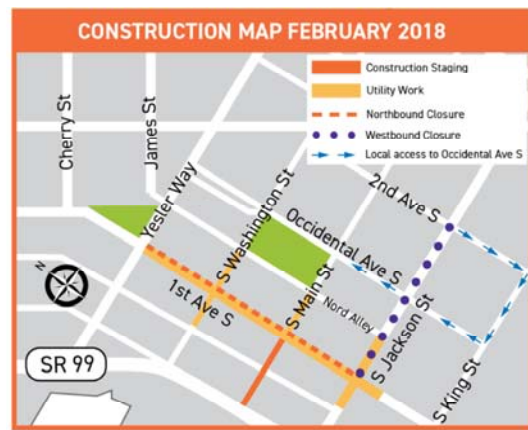 CONSTRUCTION MAP FEBRUARY 2018
Construction Staging
Utility Work
Northbound Closure
Westbound Closure
Local access to Occidental Ave S
Cherry St
James St
Yesler Way
S Washington St
2nd Ave S
Occidental Ave S
1st Ave S
S Main St
Nord Alley
S Jackson St
S King St
N
SR 99